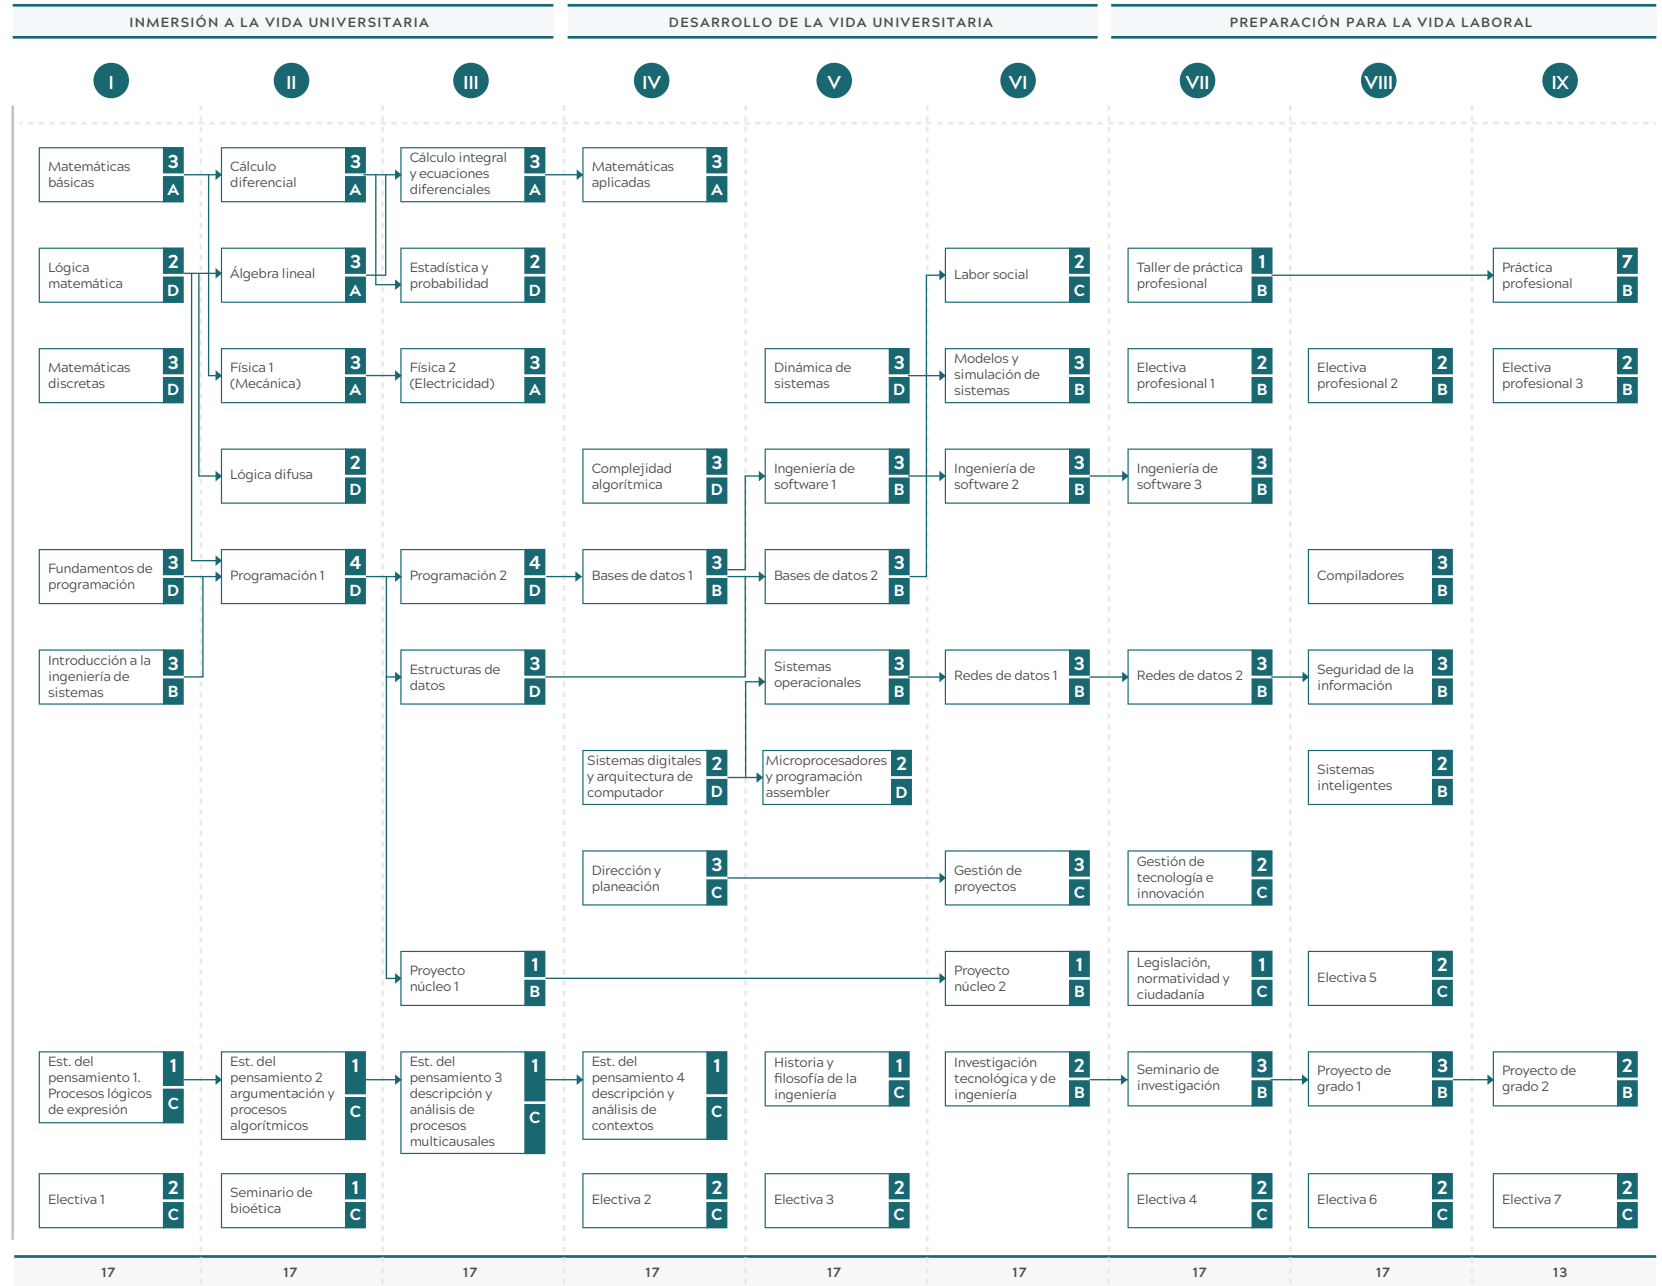 INMERSIÓN A LA VIDA UNIVERSITARIA
DESARROLLO DE LA VIDA UNIVERSITARIA
PREPARACIÓN PARA LA VIDA LABORAL
I
II
III
IV
V
VI
VII
VIII
IX
Matemáticas
básicas
3
A
Cálculo
diferencial
3
A
Cálculo integral
y ecuaciones
diferenciales
3
A
Matemáticas
aplicadas
3
A
Lógica
matemática
2
D
Álgebra lineal
3
A
Estadística y
probabilidad
2
D
Labor social
2
C
Taller de práctica
profesional
1
B
Práctica
profesional
7
B
Matemáticas
discretas
3
D
Física 1
(Mecánica)
3
A
Física 2
(Electricidad)
3
A
Dinámica de
sistemas
3
D
Modelos y
simulación de
sistemas
3
B
Electiva
profesional 1
2
B
Electiva
profesional 2
2
B
Electiva
profesional 3
2
B
Lógica difusa
2
D
Complejidad
algorítmica
3
D
Ingeniería de
software 1
3
B
Ingeniería de
software 2
3
B
Ingeniería de
software 3
3
B
Fundamentos de
programación
3
D
Programación 1
4
D
Programación 2
4
D
Bases de datos 1
3
B
Bases de datos 2
3
B
Compiladores
3
B
Introducción a la
ingeniería de
sistemas
3
B
Estructuras de
datos
3
D
Sistemas
operacionales
3
B
Redes de datos 1
3
B
Redes de datos 2
3
B
Seguridad de la
información
3
B
Sistemas digitales
y arquitectura de
computador
2
D
Microprocesadores
y programación
assembler
2
D
Sistemas
inteligentes
2
B
Dirección y
planeación
3
C
Gestión de
proyectos
3
C
Gestión de
tecnología e
innovación
2
C
Proyecto
núcleo 1
1
B
Proyecto
núcleo 2
1
B
Legislación,
normatividad y
ciudadanía
1
C
Electiva 5
2
C
Est. del
pensamiento 1.
Procesos lógicos
de expresión
1
C
Est. del
pensamiento 2
argumentación y
procesos
algorítmicos
1
C
Est. del
pensamiento 3
descripción y
análisis de
procesos
multicausales
1
C
Est. del
pensamiento 4
descripción y
análisis de
contextos
1
C
Historia y
filosofía de la
ingeniería
1
C
Investigación
tecnológica y de
ingeniería
2
B
Seminario de
investigación
3
B
Proyecto de
grado 1
3
B
Proyecto de
grado 2
2
B
Electiva 1
2
C
Seminario de
bioética
1
C
Electiva 2
2
C
Electiva 3
2
C
Electiva 4
2
C
Electiva 6
2
C
Electiva 7
2
C
17
17
17
17
17
17
17
17
13